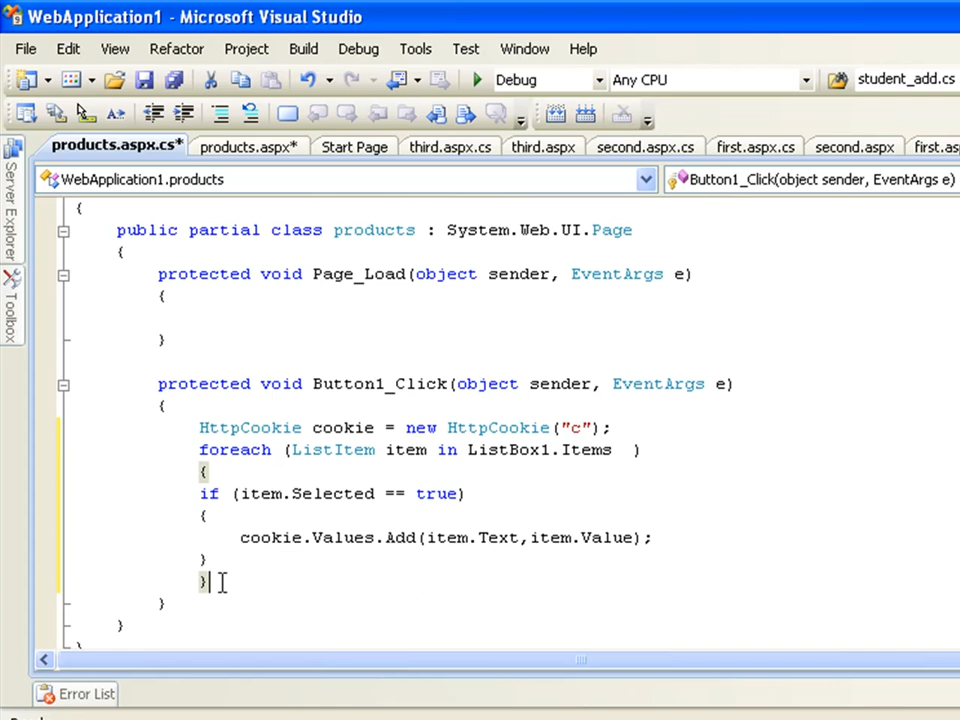 WebApplication1 - Microsoft Visual Studio
File Edit View Refactor Project Build Debug Tools Test Window Help
Debug Any CPU student_add.cs
products.aspx.cs* products.aspx* Start Page third.aspx.cs third.aspx second.aspx.cs first.aspx.cs second.aspx first.as
WebApplication1.products Button1_Click(object sender, EventArgs e)
Server Explorer
Toolbox
{
public partial class products : System.Web.UI.Page
{
protected void Page_Load(object sender, EventArgs e)
{
}
protected void Button1_Click(object sender, EventArgs e)
{
HttpCookie cookie = new HttpCookie("c");
foreach (ListItem item in ListBox1.Items  )
{
if (item.Selected == true)
{
cookie.Values.Add(item.Text,item.Value);
}
}
}
}
Error List